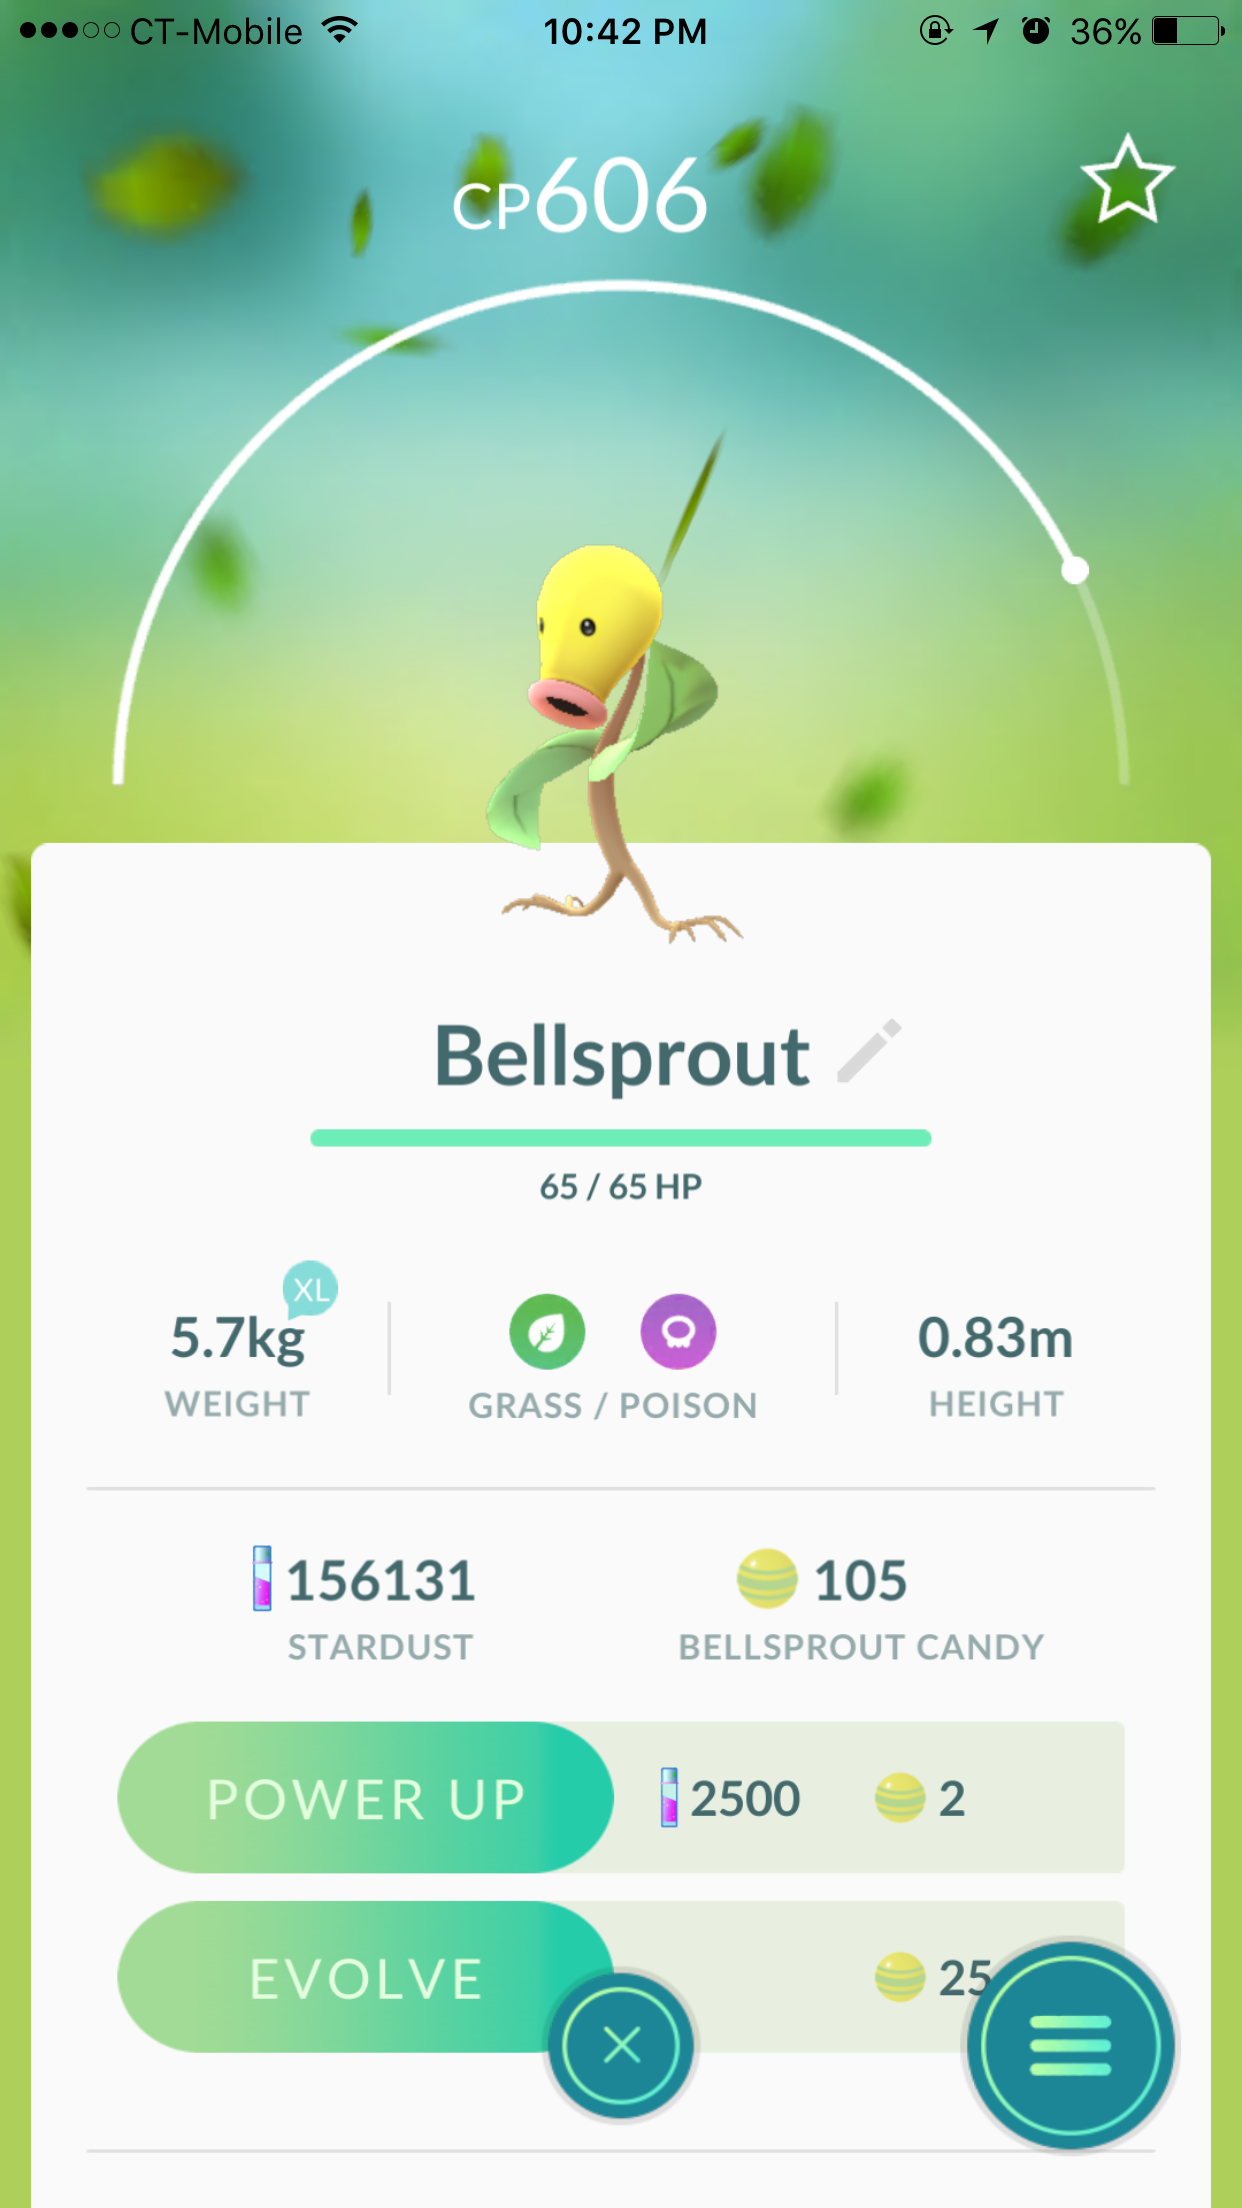 CT-Mobile 10:42 PM 36%
CP606
Bellsprout
65 / 65 HP
XL
5.7kg 0.83m
WEIGHT GRASS / POISON HEIGHT
156131 105
STARDUST BELLSPROUT CANDY
POWER UP 2500 2
EVOLVE 25